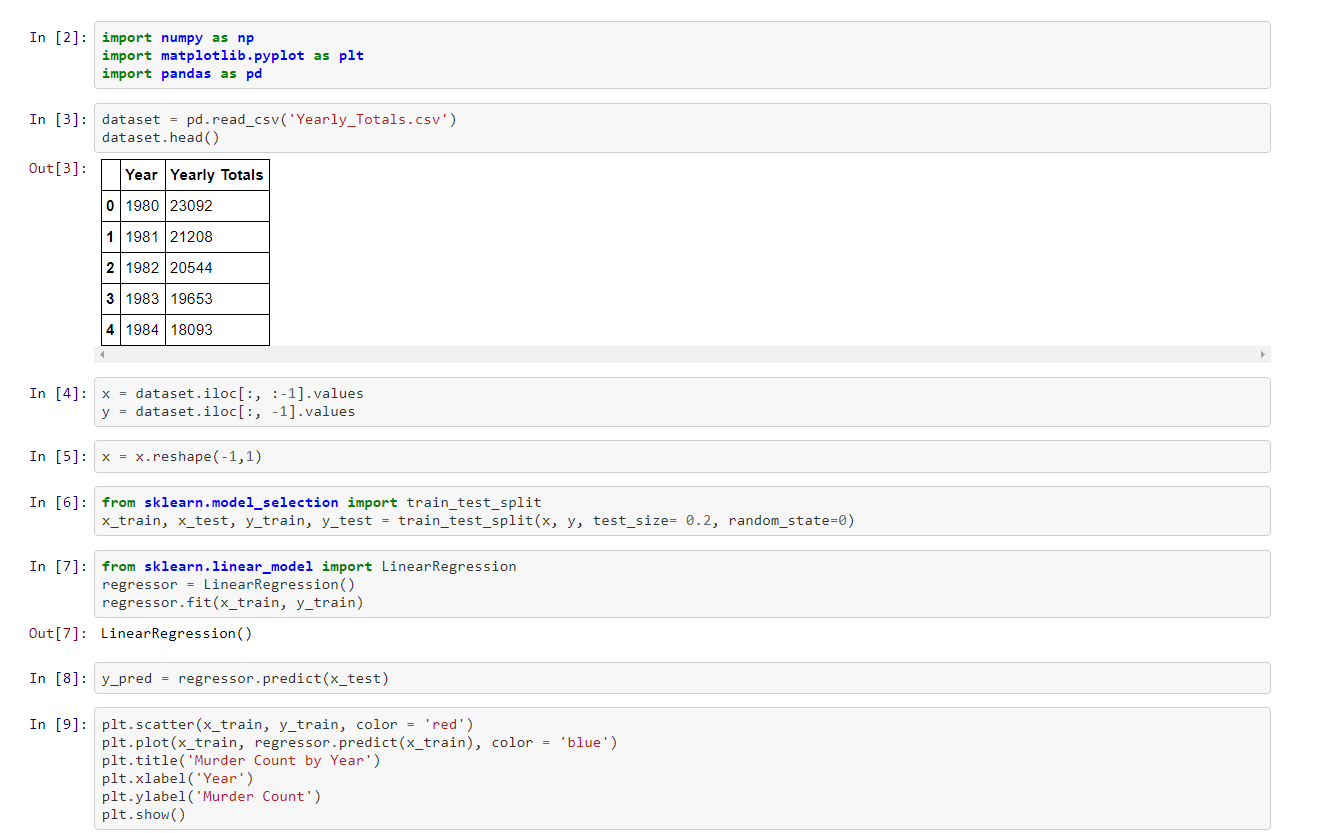 In [2]: import numpy as np
import matplotlib.pyplot as plt
import pandas as pd
In [3]: dataset = pd.read_csv('Yearly_Totals.csv')
dataset.head()
Out[3]:
Year Yearly Totals
0 1980 23092
1 1981 21208
2 1982 20544
3 1983 19653
4 1984 18093
In [4]: x = dataset.iloc[:, :-1].values
y = dataset.iloc[:, -1].values
In [5]: x = x.reshape(-1,1)
In [6]: from sklearn.model_selection import train_test_split
x_train, x_test, y_train, y_test = train_test_split(x, y, test_size= 0.2, random_state=0)
In [7]: from sklearn.linear_model import LinearRegression
regressor = LinearRegression()
regressor.fit(x_train, y_train)
Out[7]: LinearRegression()
In [8]: y_pred = regressor.predict(x_test)
In [9]: plt.scatter(x_train, y_train, color = 'red')
plt.plot(x_train, regressor.predict(x_train), color = 'blue')
plt.title('Murder Count by Year')
plt.xlabel('Year')
plt.ylabel('Murder Count')
plt.show()